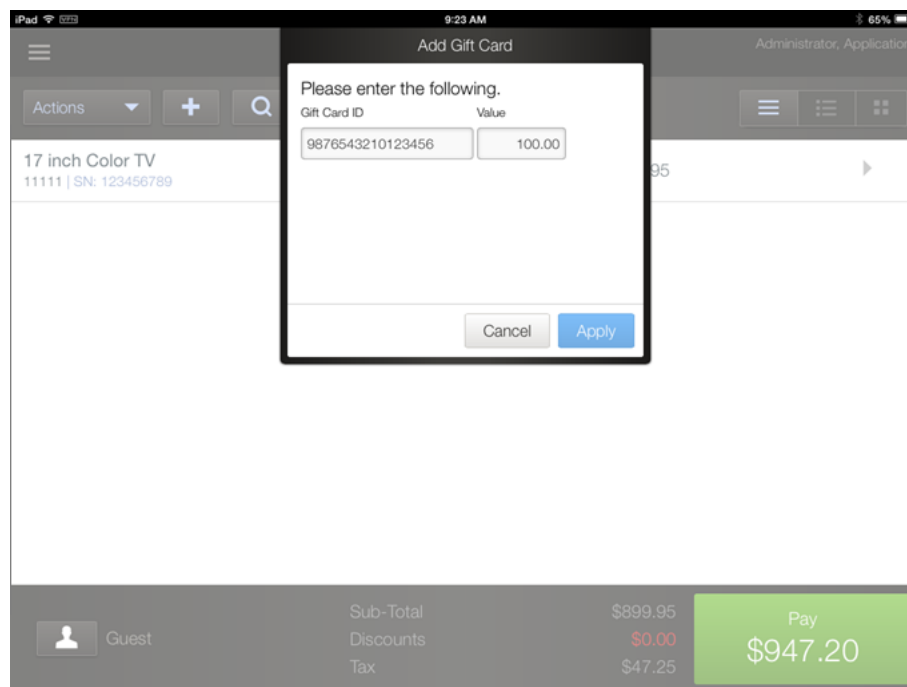 iPad VPN 9:23 AM 65%
Add Gift Card
Administrator, Application
Please enter the following.
Gift Card ID Value
Actions
9876543210123456 100.00
17 inch Color TV
95
11111 | SN: 123456789
Cancel Apply
Sub-Total $899.95
Pay
Guest Discounts $0.00
$947.20
Tax $47.25